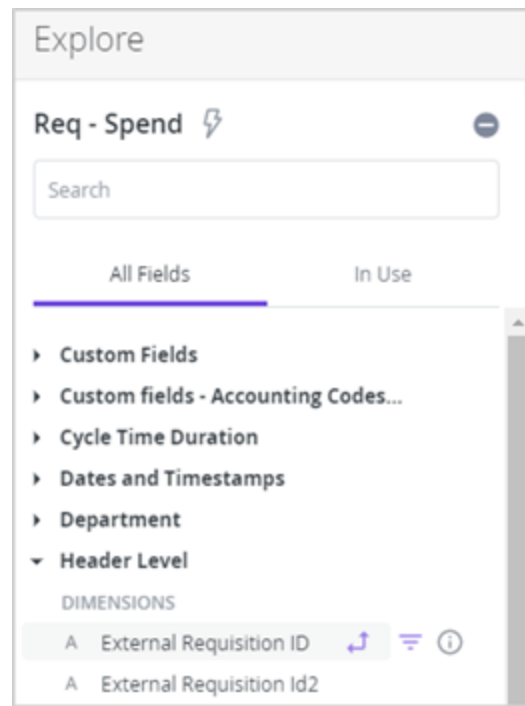 Explore
Req - Spend
Search
All Fields In Use
Custom Fields
Custom fields - Accounting Codes...
Cycle Time Duration
Dates and Timestamps
Department
Header Level
DIMENSIONS
A External Requisition ID
A External Requisition Id2